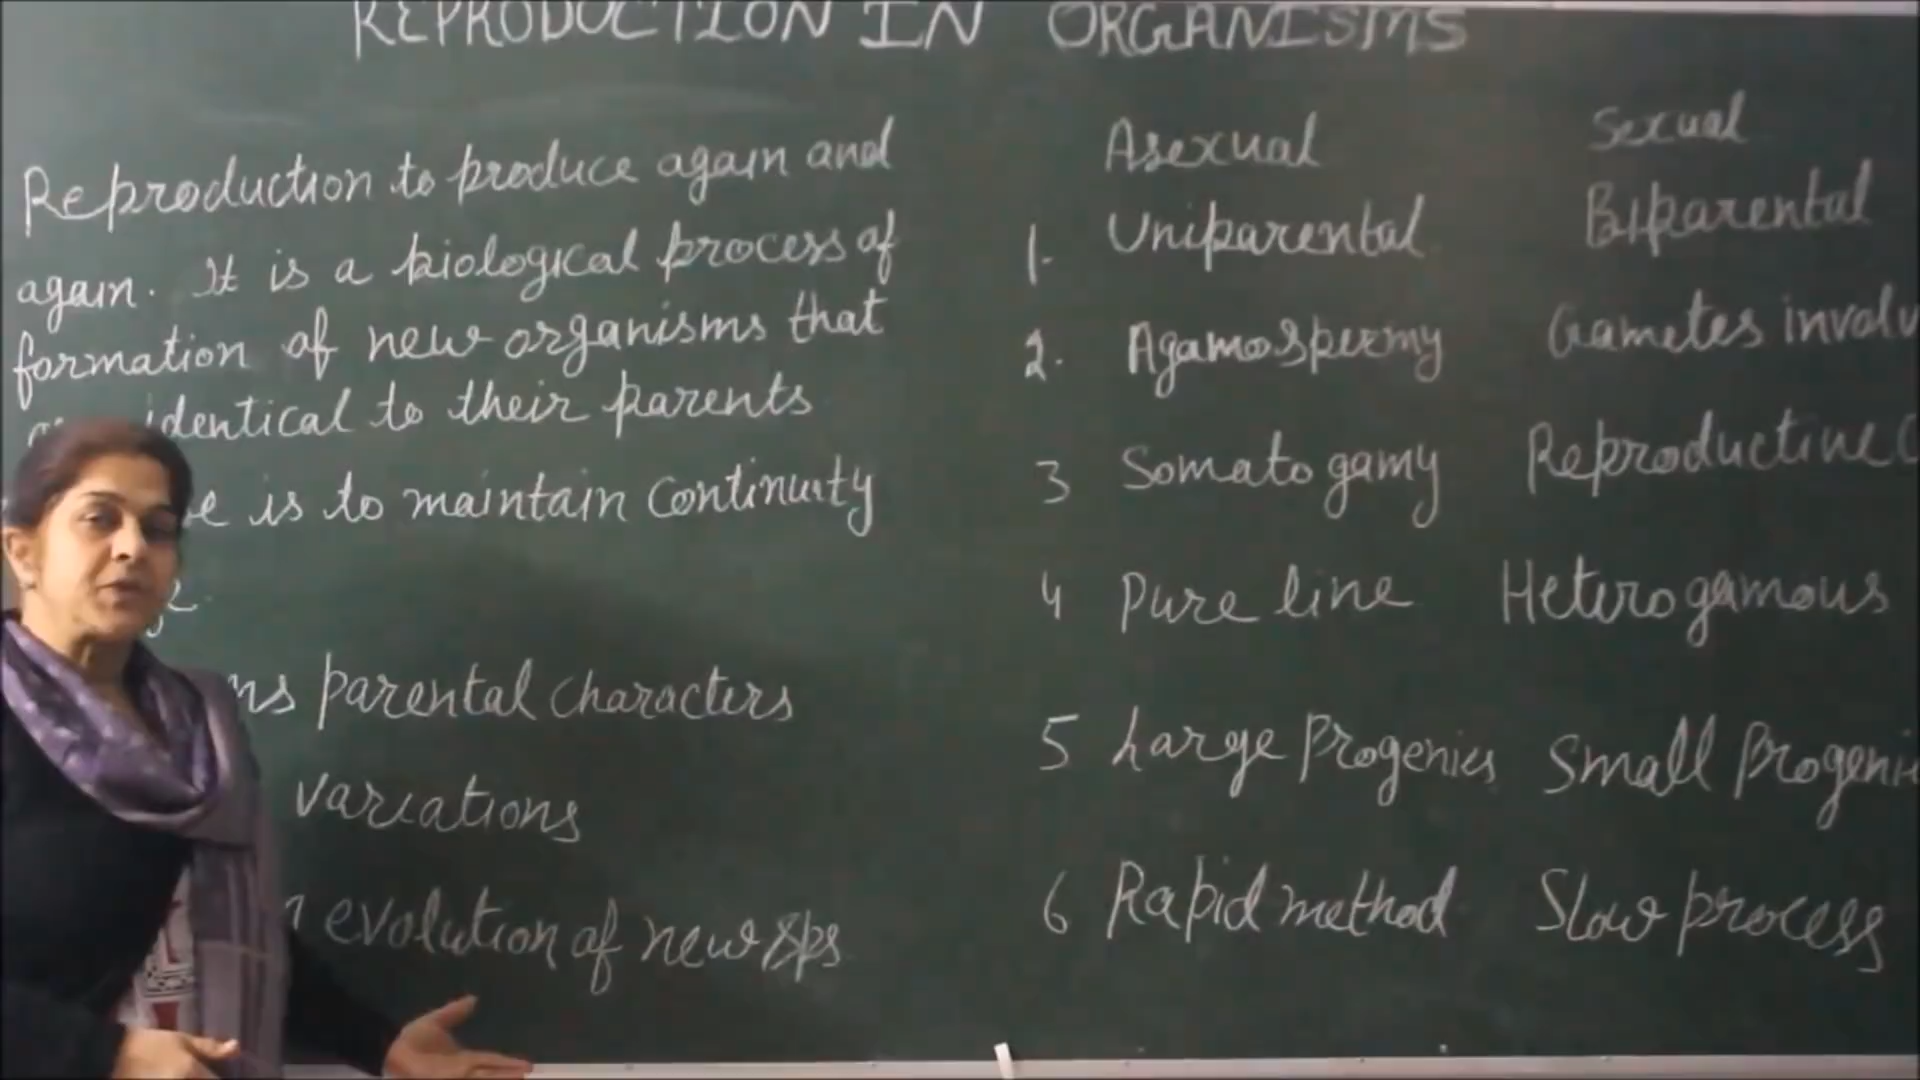 REPRODUCTION IN ORGANISMS
Reproduction to produce again and
again. It is a biological process of
formation of new organisms that
identical to their parents
is to maintain continuity
parental characters
variations
evolution of new sps
Asexual Sexual
1. Uniparental Biparental
2. Agamospermy Gametes
3 Somatogamy Reproductive
4 Pure line Heterogamous
5 Large Progenies Small
6 Rapid method Slow process